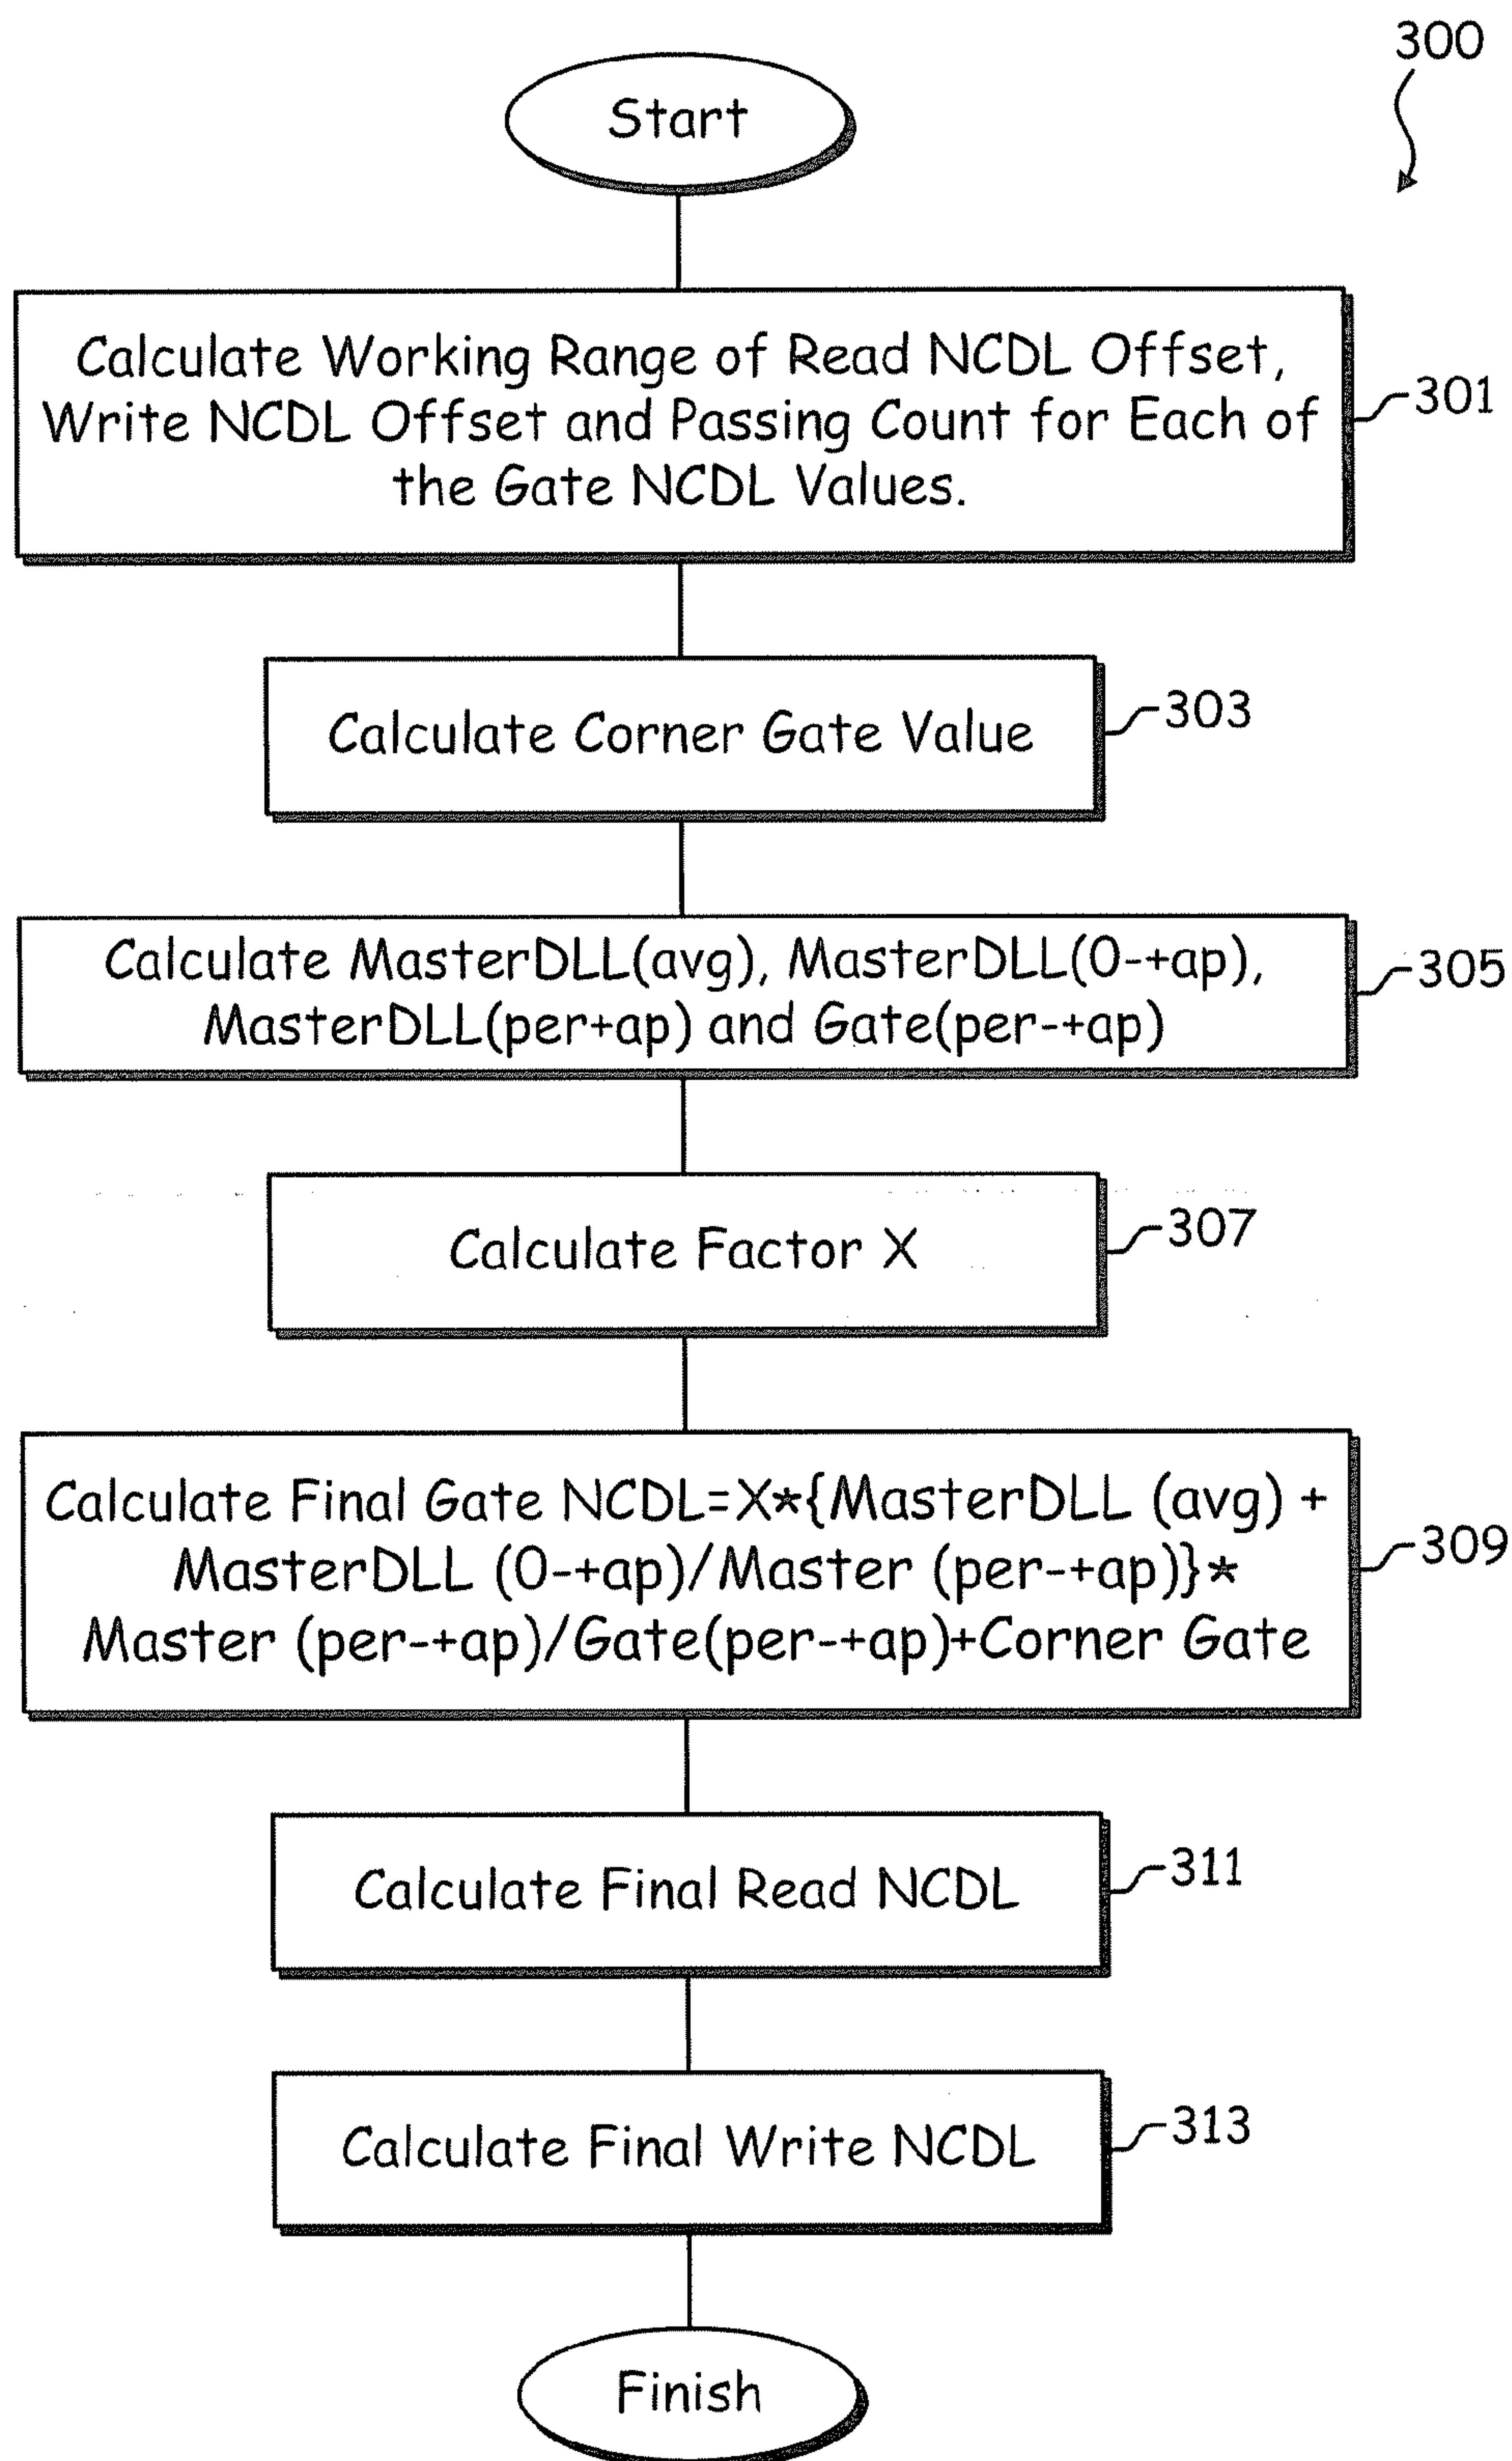 300
Start
Calculate Working Range of Read NCDL Offset,
Write NCDL Offset and Passing Count for Each of
the Gate NCDL Values.
301
Calculate Corner Gate Value
303
Calculate MasterDLL(avg), MasterDLL(0-+ap),
MasterDLL(per+ap) and Gate(per-+ap)
305
Calculate Factor X
307
Calculate Final Gate NCDL=X*{MasterDLL (avg) +
MasterDLL (0-+ap)/Master (per-+ap)}*
Master (per-+ap)/Gate(per-+ap)+Corner Gate
309
Calculate Final Read NCDL
311
Calculate Final Write NCDL
313
Finish